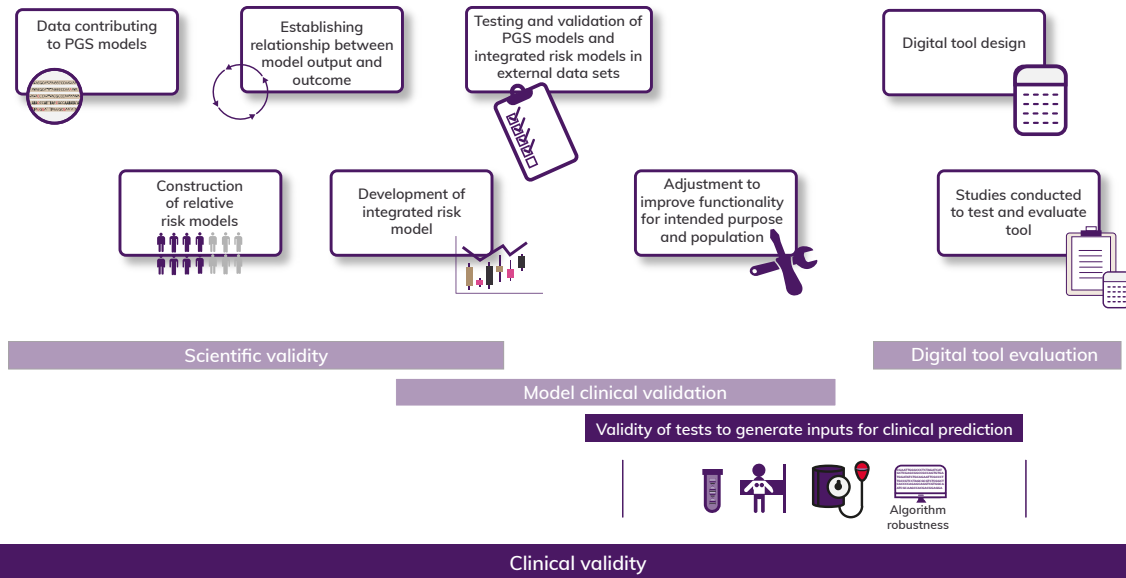 Data contributing
to PGS models
Establishing
relationship between
model output and
outcome
Testing and validation of
PGS models and
integrated risk models in
external data sets
Digital tool design
Construction
of relative
risk models
Development of
integrated risk
model
Adjustment to
improve functionality
for intended purpose
and population
Studies conducted
to test and evaluate
tool
Scientific validity
Digital tool evaluation
Model clinical validation
Validity of tests to generate inputs for clinical prediction
Algorithm
robustness
Clinical validity